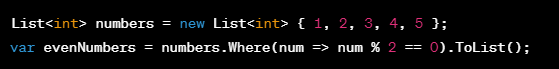 List<int> numbers = new List<int> { 1, 2, 3, 4, 5 };
var evenNumbers = numbers.Where(num => num % 2 == 0).ToList();